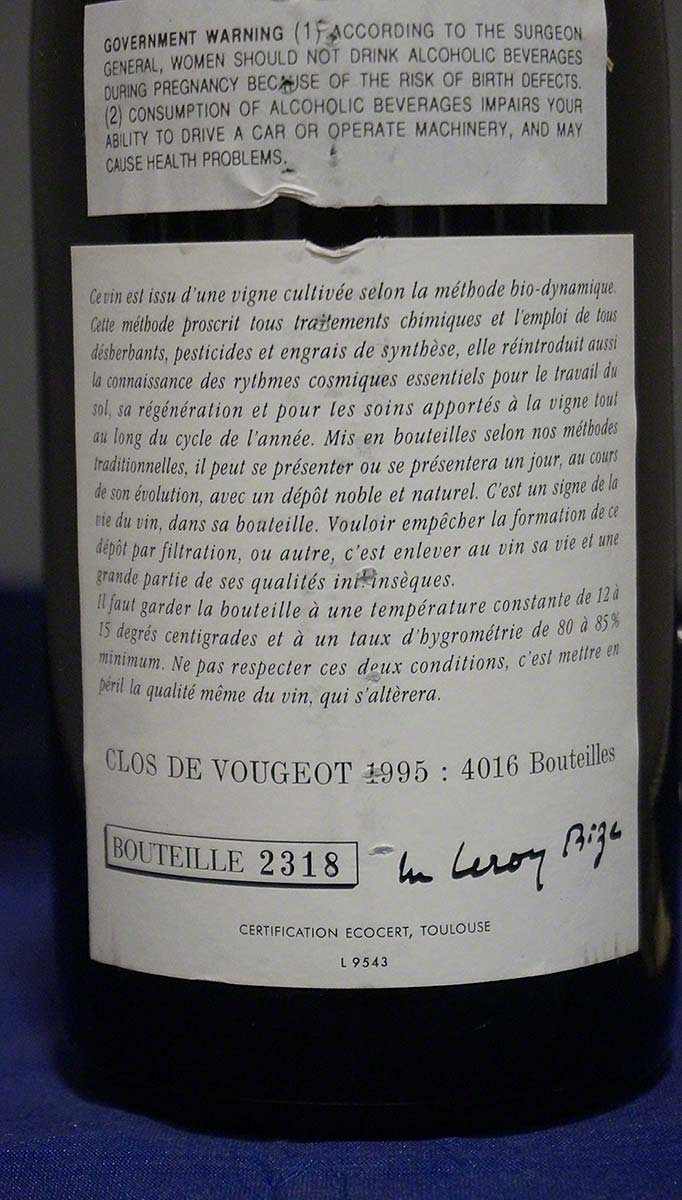 GOVERNMENT WARNING (1) ACCORDING TO THE SURGEON
GENERAL, WOMEN SHOULD NOT DRINK ALCOHOLIC BEVERAGES
DURING PREGNANCY BECAUSE OF THE RISK OF BIRTH DEFECTS.
(2) CONSUMPTION OF ALCOHOLIC BEVERAGES IMPAIRS YOUR
ABILITY TO DRIVE A CAR OR OPERATE MACHINERY, AND MAY
CAUSE HEALTH PROBLEMS.
Ce vin est issu d'une vigne cultivée selon la méthode bio-dynamique.
Cette méthode proscrit tous traitements chimiques et l'emploi de tous
désherbants, pesticides et engrais de synthèse, elle réintroduit aussi
la connaissance des rythmes cosmiques essentiels pour le travail du
sol, sa régénération et pour les soins apportés à la vigne tout
au long du cycle de l'année. Mis en bouteilles selon nos méthodes
traditionnelles, il peut se présenter ou se présentera un jour, au cours
de son évolution, avec un dépôt noble et naturel. C'est un signe de la
vie du vin, dans sa bouteille. Vouloir empêcher la formation de ce
dépôt par filtration, ou autre, c'est enlever au vin sa vie et une
grande partie de ses qualités intrinsèques.
Il faut garder la bouteille à une température constante de 12 à
15 degrés centigrades et à un taux d'hygrométrie de 80 à 85%
minimum. Ne pas respecter ces deux conditions, c'est mettre en
péril la qualité même du vin, qui s'altèrera.
CLOS DE VOUGEOT 1995 : 4016 Bouteilles
BOUTEILLE 2318
Leroy Bize
CERTIFICATION ECOCERT, TOULOUSE
L 9543